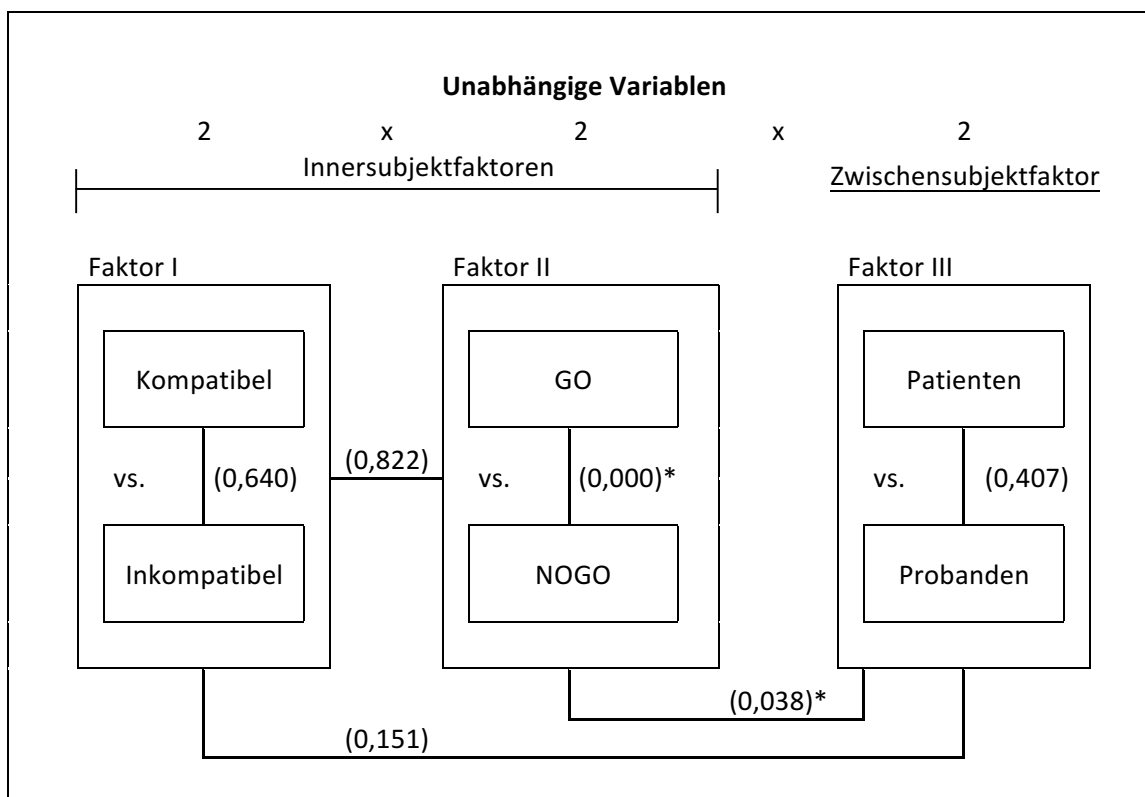 Unabhängige Variablen
2 x 2 x 2
Innersubjektfaktoren
Zwischensubjektfaktor
Faktor I Faktor II Faktor III
Kompatibel GO Patienten
(0,822)
vs. (0,640) vs. (0,000)* vs. (0,407)
Inkompatibel NOGO Probanden
(0,038)*
(0,151)